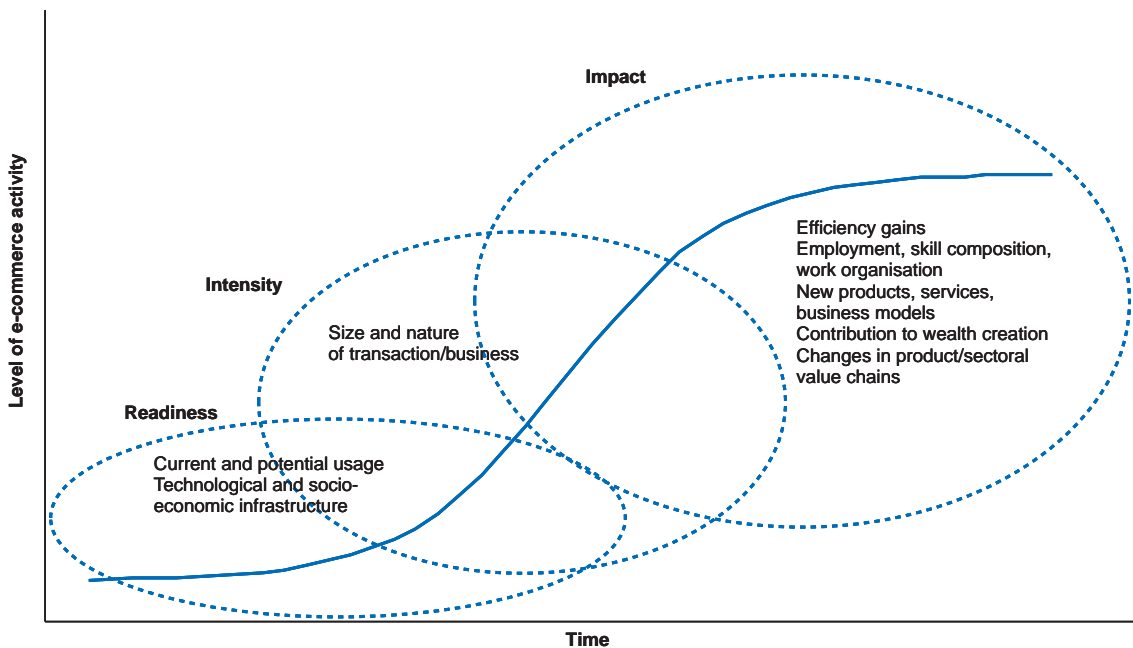 Impact
Level of e-commerce activity
Efficiency gains
Employment, skill composition,
work organisation
New products, services,
business models
Contribution to wealth creation
Changes in product/sectoral
value chains
Intensity
Size and nature
of transaction/business
Readiness
Current and potential usage
Technological and socio-
economic infrastructure
Time